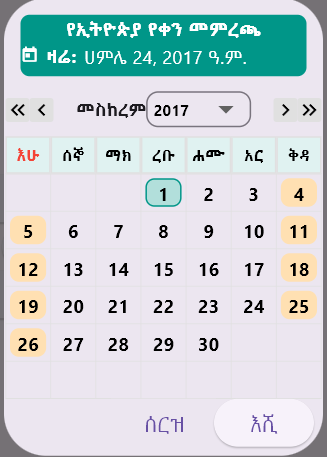 የኢትዮጵያ የቀን መምረጫ
ዛሬ: ሀምሌ 24, 2017 ዓ.ም.
መስከረም 2017
እሁ ሰኞ ማክ ረቡ ሐሙ አር ቅዳ
1 2 3 4
5 6 7 8 9 10 11
12 13 14 15 16 17 18
19 20 21 22 23 24 25
26 27 28 29 30
ሰርዝ እሺ